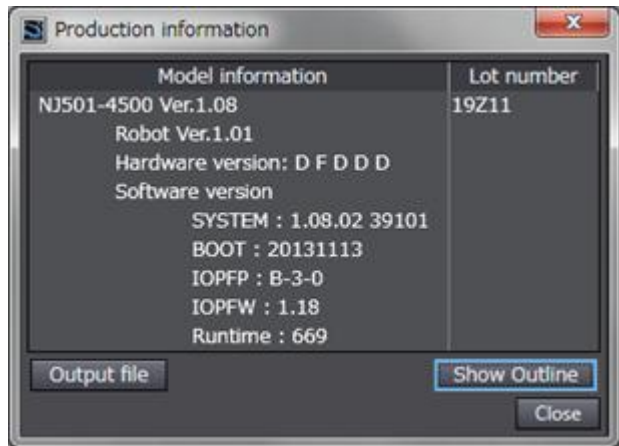 Production information
Model information Lot number
NJ501-4500 Ver.1.08 19Z11
Robot Ver.1.01
Hardware version: D F D D D
Software version
SYSTEM : 1.08.02 39101
BOOT : 20131113
IOPFP : B-3-0
IOPFW : 1.18
Runtime : 669
Output file Show Outline
Close